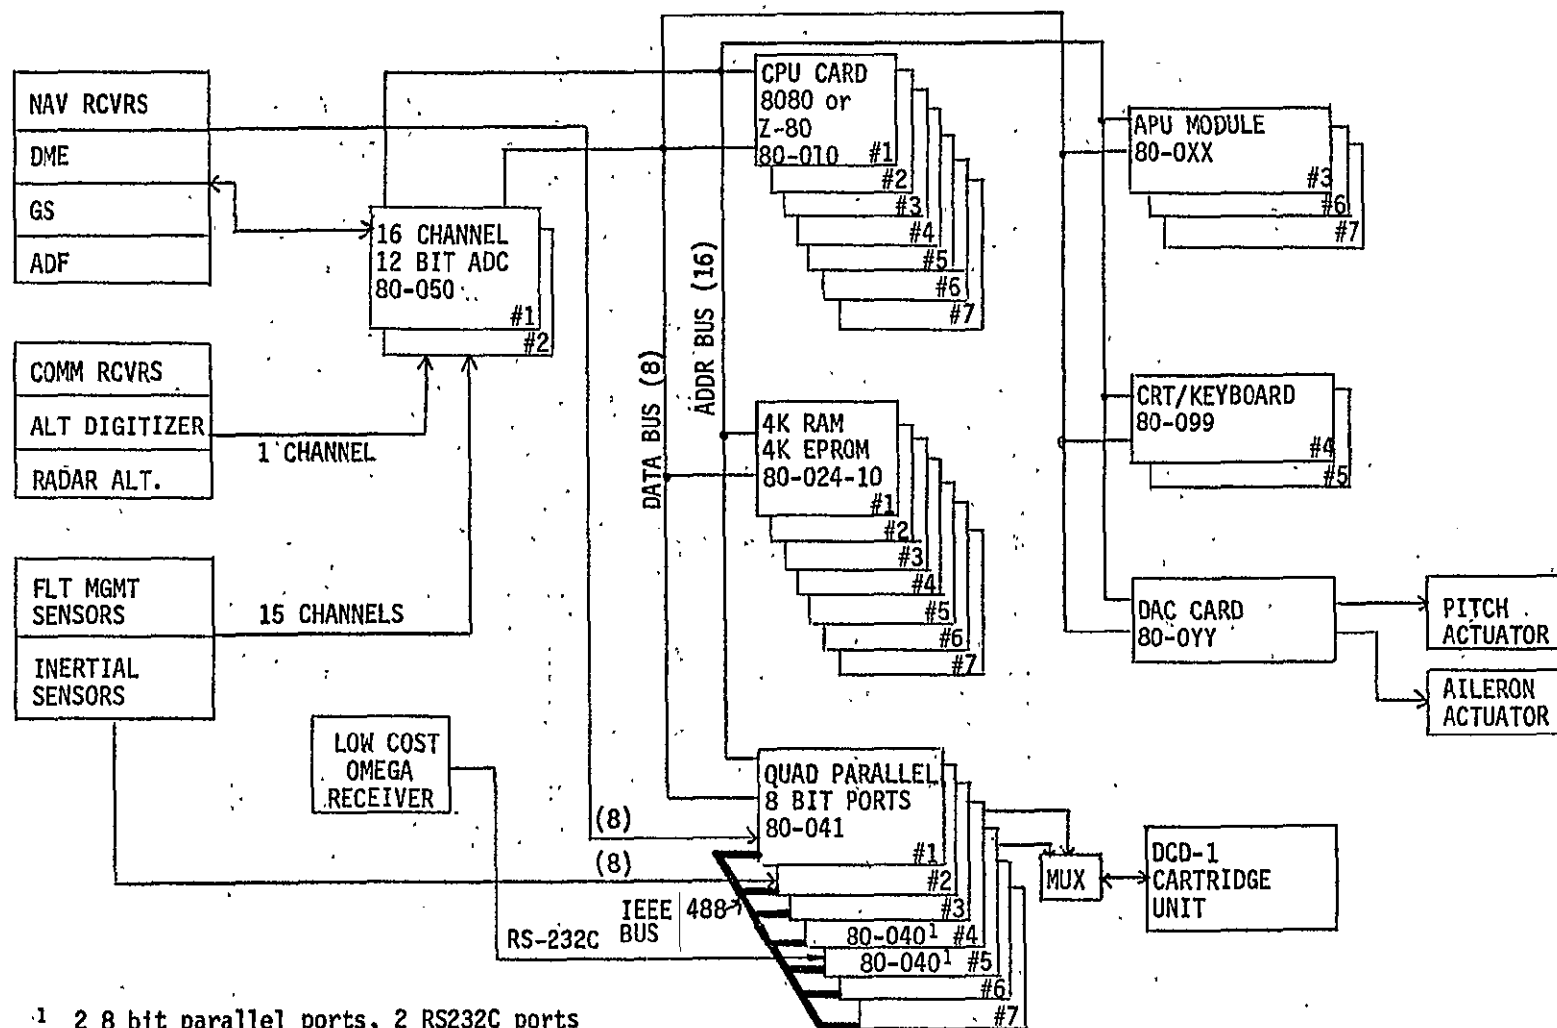 NAV RCVRS
DME
GS
ADF
COMM RCVRS
ALT DIGITIZER
RADAR ALT.
FLT MGMT
SENSORS
INERTIAL
SENSORS
1 CHANNEL
15 CHANNELS
16 CHANNEL
12 BIT ADC
80-050
#1
#2
LOW COST
OMEGA
RECEIVER
RS-232C
IEEE 488
BUS
(8)
(8)
DATA BUS (8)
ADDR BUS (16)
CPU CARD
8080 or
Z-80
80-010 #1
#2
#3
#4
#5
#6
#7
4K RAM
4K EPROM
80-024-10
#1
#2
#3
#4
#5
#6
#7
QUAD PARALLEL
8 BIT PORTS
80-041
#1
#2
#3
80-040¹ #4
80-040¹ #5
#6
#7
APU MODULE
80-0XX
#3
#6
#7
CRT/KEYBOARD
80-099
#4
#5
DAC CARD
80-0YY
PITCH
ACTUATOR
AILERON
ACTUATOR
MUX
DCD-1
CARTRIDGE
UNIT
¹ 2 8 bit parallel ports, 2 RS232C ports